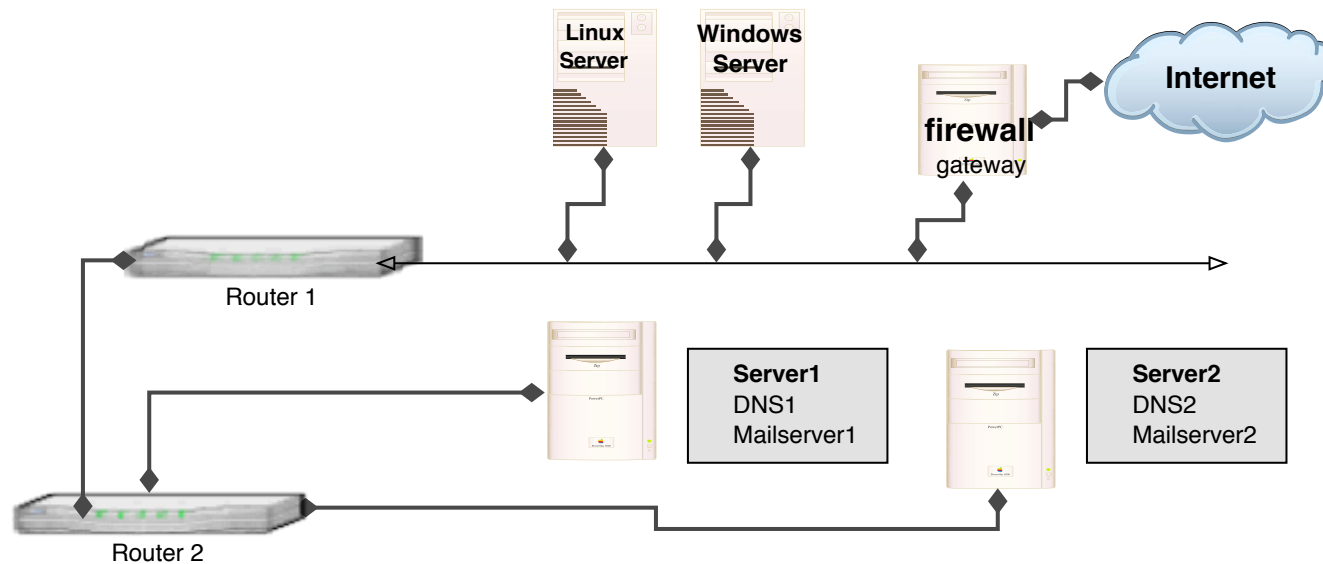 Linux
Server
Windows
Server
Internet
firewall
gateway
Router 1
Server1
DNS1
Mailserver1
Server2
DNS2
Mailserver2
Router 2